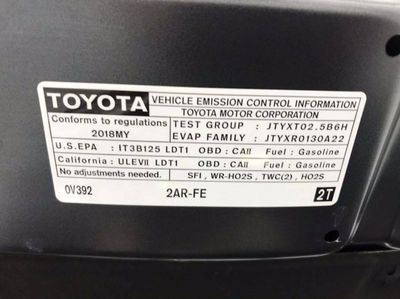 TOYOTA VEHICLE EMISSION CONTROL INFORMATION
TOYOTA MOTOR CORPORATION
Conforms to regulations
2018MY
TEST GROUP : JTYXT02.5B6H
EVAP FAMILY : JTYXR0130A22
U.S.EPA : IT3B125 LDT1 OBD : CAII Fuel : Gasoline
California : ULEVII LDT1 OBD : CAII Fuel : Gasoline
No adjustments needed.
SFI , WR-HO2S , TWC(2) , HO2S
0V392
2AR-FE
2T